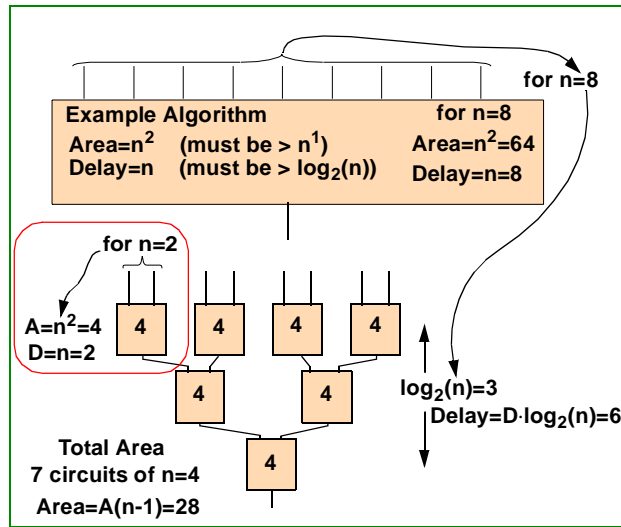 for n=8
Example Algorithm
for n=8
Area=n² (must be > n¹)
Area=n²=64
Delay=n (must be > log₂(n))
Delay=n=8
for n=2
A=n²=4
D=n=2
4 4 4 4
4 4
4
log₂(n)=3
Delay=D·log₂(n)=6
Total Area
7 circuits of n=4
Area=A(n-1)=28